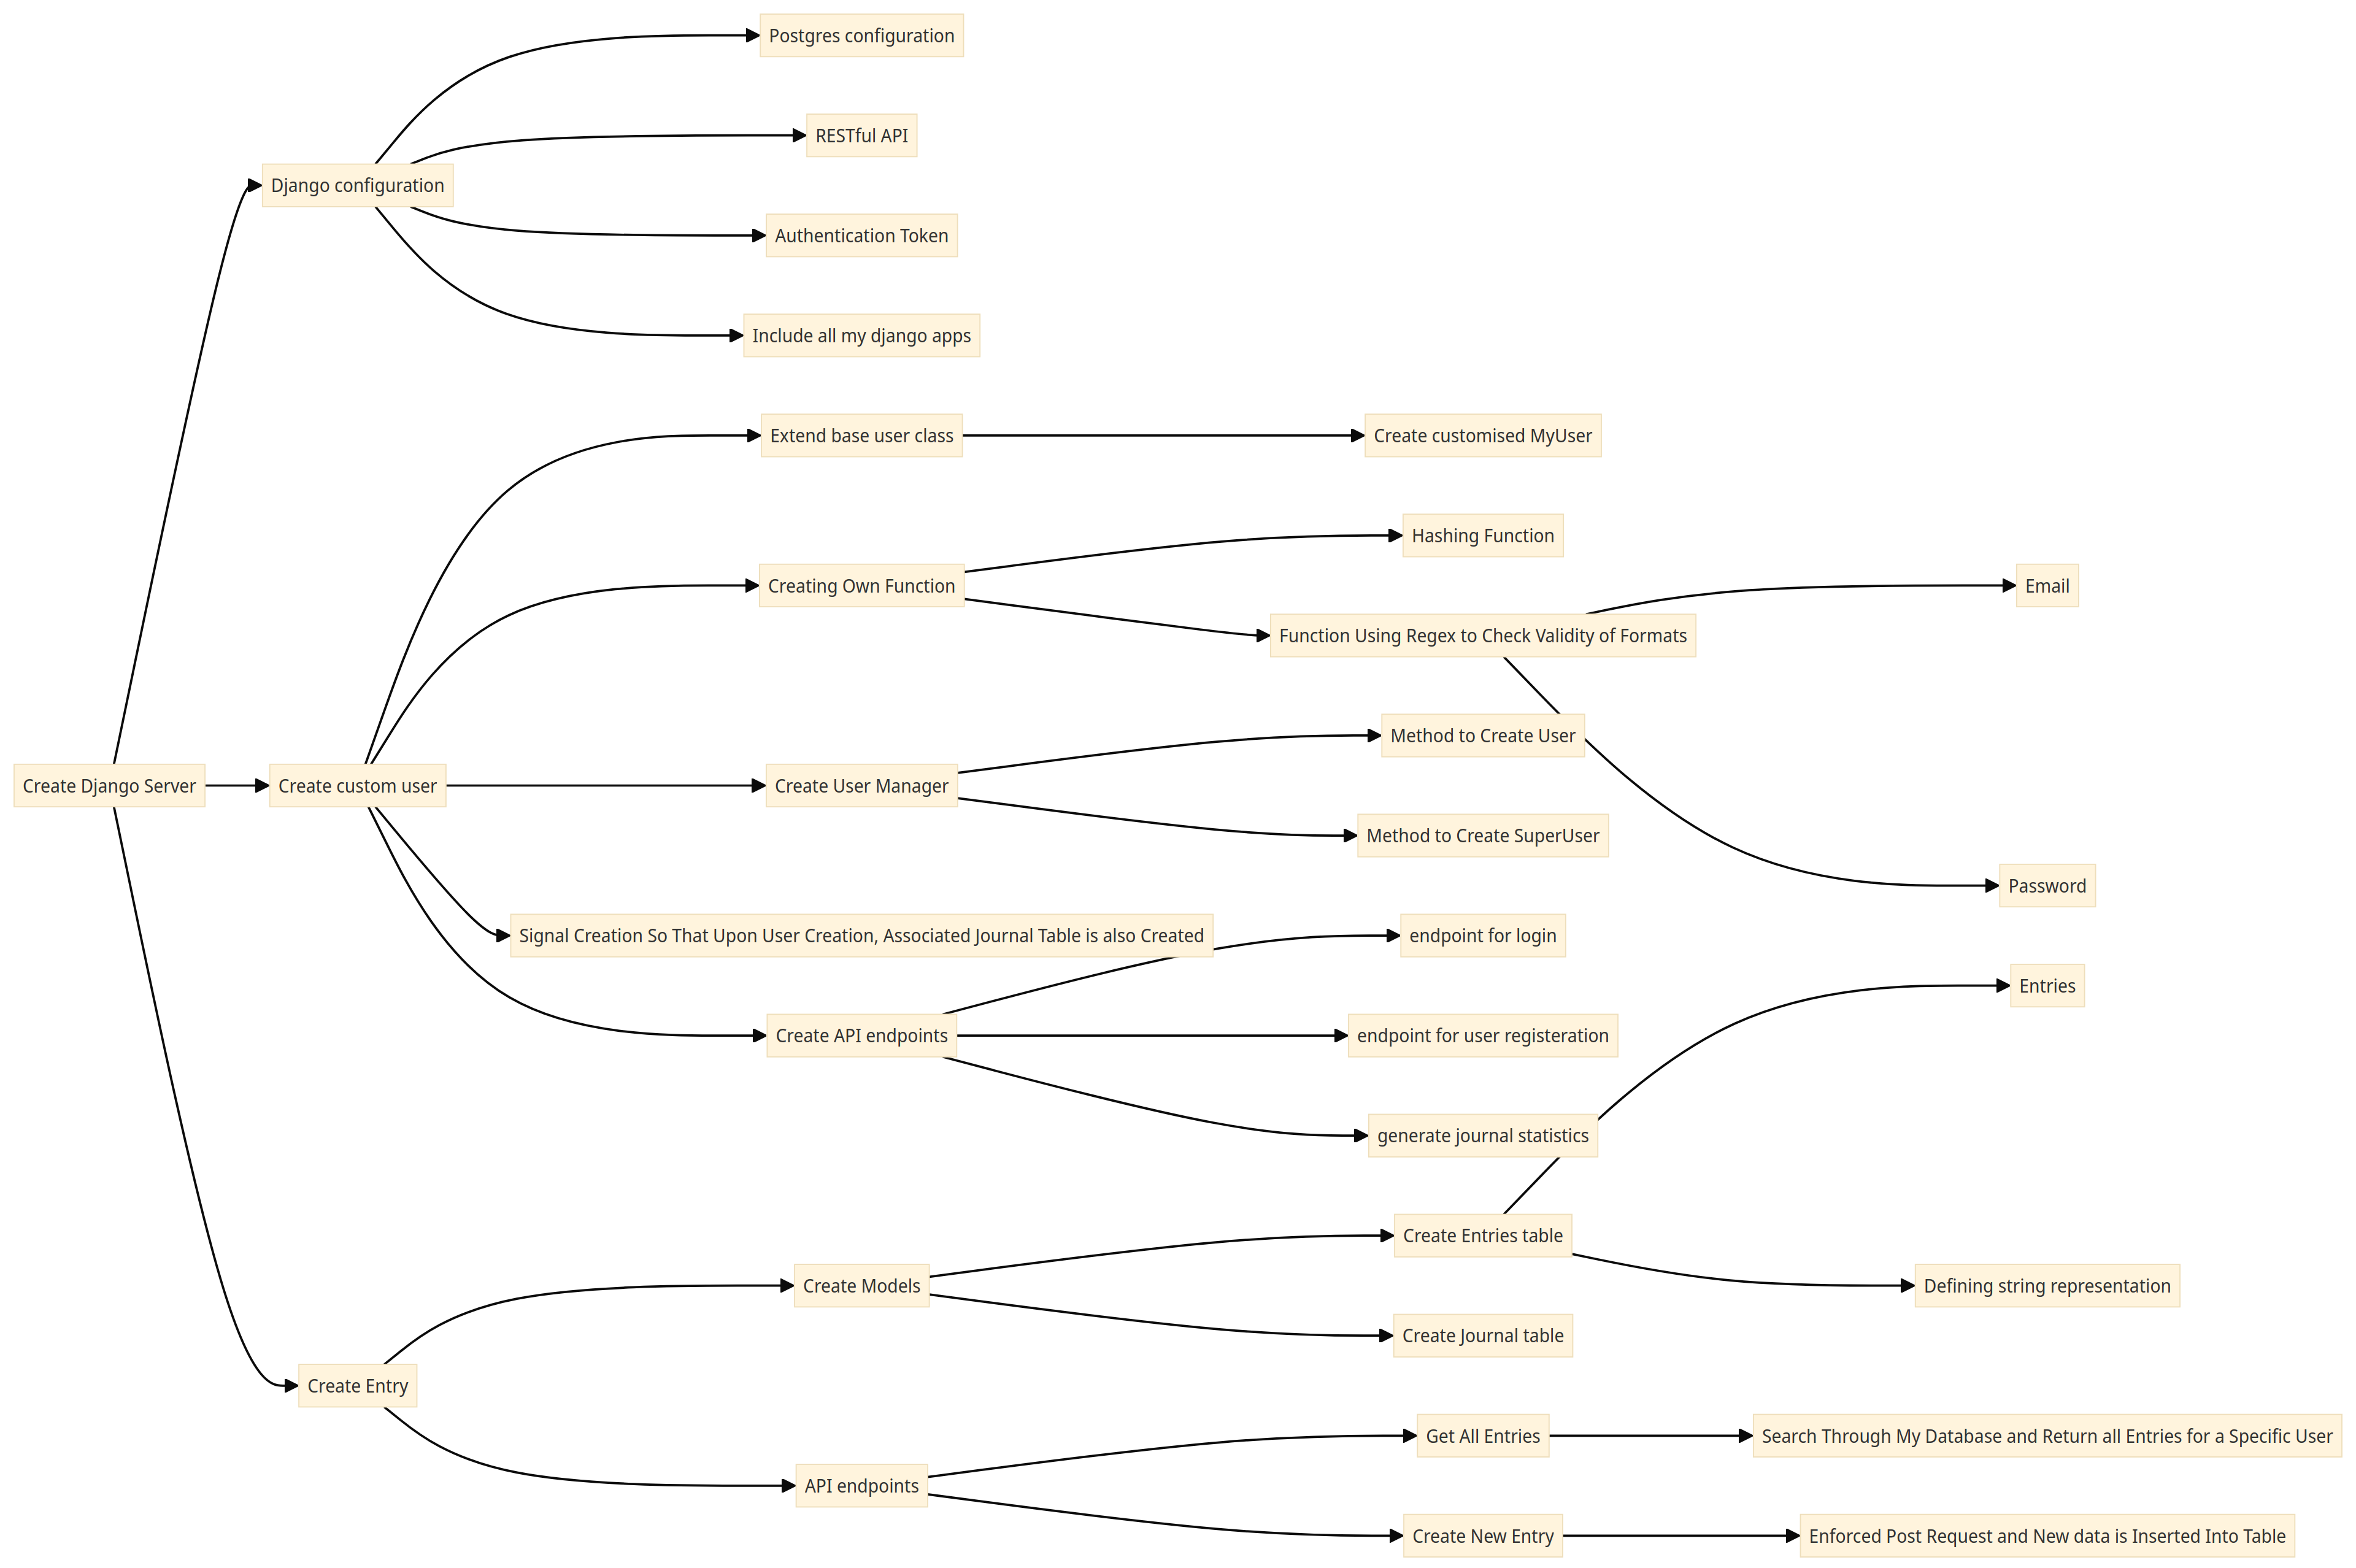 Postgres configuration
RESTful API
Django configuration
Authentication Token
Include all my django apps
Extend base user class
Create customised MyUser
Hashing Function
Creating Own Function
Email
Function Using Regex to Check Validity of Formats
Method to Create User
Create Django Server
Create custom user
Create User Manager
Method to Create SuperUser
Password
Signal Creation So That Upon User Creation, Associated Journal Table is also Created
endpoint for login
Entries
Create API endpoints
endpoint for user registeration
generate journal statistics
Create Entries table
Create Models
Defining string representation
Create Journal table
Create Entry
Get All Entries
Search Through My Database and Return all Entries for a Specific User
API endpoints
Create New Entry
Enforced Post Request and New data is Inserted Into Table